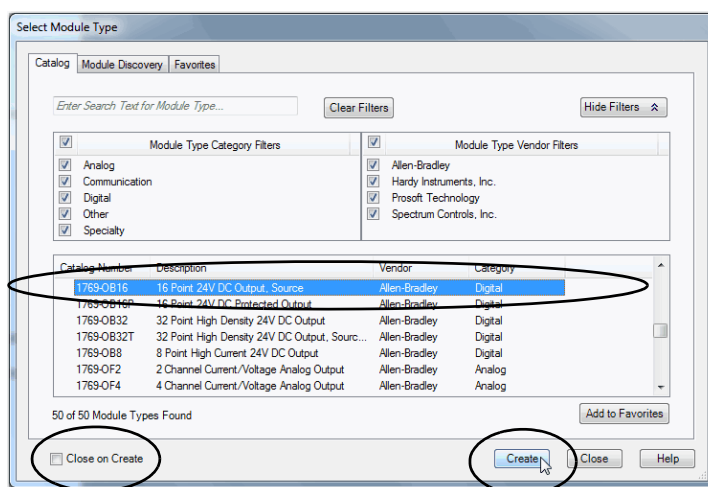 Select Module Type
Catalog Module Discovery Favorites
Enter Search Text for Module Type... Clear Filters Hide Filters
Module Type Category Filters Module Type Vendor Filters
Analog Allen-Bradley
Communication Hardy Instruments, Inc.
Digital Prosoft Technology
Other Spectrum Controls, Inc.
Specialty
Catalog Number Description Vendor Category
1769-OB16 16 Point 24V DC Output, Source Allen-Bradley Digital
1769-OB16P 16 Point 24V DC Protected Output Allen-Bradley Digital
1769-OB32 32 Point High Density 24V DC Output Allen-Bradley Digital
1769-OB32T 32 Point High Density 24V DC Output, Sourc... Allen-Bradley Digital
1769-OB8 8 Point High Current 24V DC Output Allen-Bradley Digital
1769-OF2 2 Channel Current/Voltage Analog Output Allen-Bradley Analog
1769-OF4 4 Channel Current/Voltage Analog Output Allen-Bradley Analog
50 of 50 Module Types Found Add to Favorites
Close on Create Create Close Help